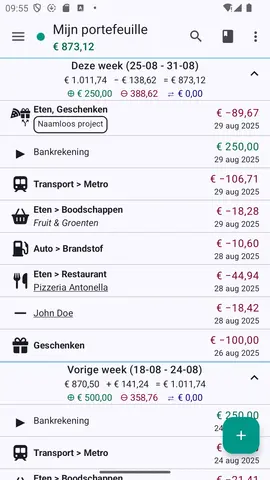 09:55
Mijn portefeuille
€ 873,12
Deze week (25-08 - 31-08)
€ 1.011,74 − € 138,62 = € 873,12
⊕ € 250,00 ⊖ € 388,62 ⇄ € 0,00
Eten, Geschenken
€ −89,67
Naamloos project
29 aug 2025
Bankrekening
€ 250,00
29 aug 2025
Transport > Metro
€ −106,71
29 aug 2025
Eten > Boodschappen
€ −18,28
Fruit & Groenten
29 aug 2025
Auto > Brandstof
€ −10,60
28 aug 2025
Eten > Restaurant
€ −44,94
Pizzeria Antonella
28 aug 2025
John Doe
€ −18,42
28 aug 2025
Geschenken
€ −100,00
26 aug 2025
Vorige week (18-08 - 24-08)
€ 870,50 + € 141,24 = € 1.011,74
⊕ € 500,00 ⊖ € 358,76 ⇄ € 0,00
Bankrekening
€ 250,00
24
Transport > Metro
24
Eten > Boodschappen
€ −21,41